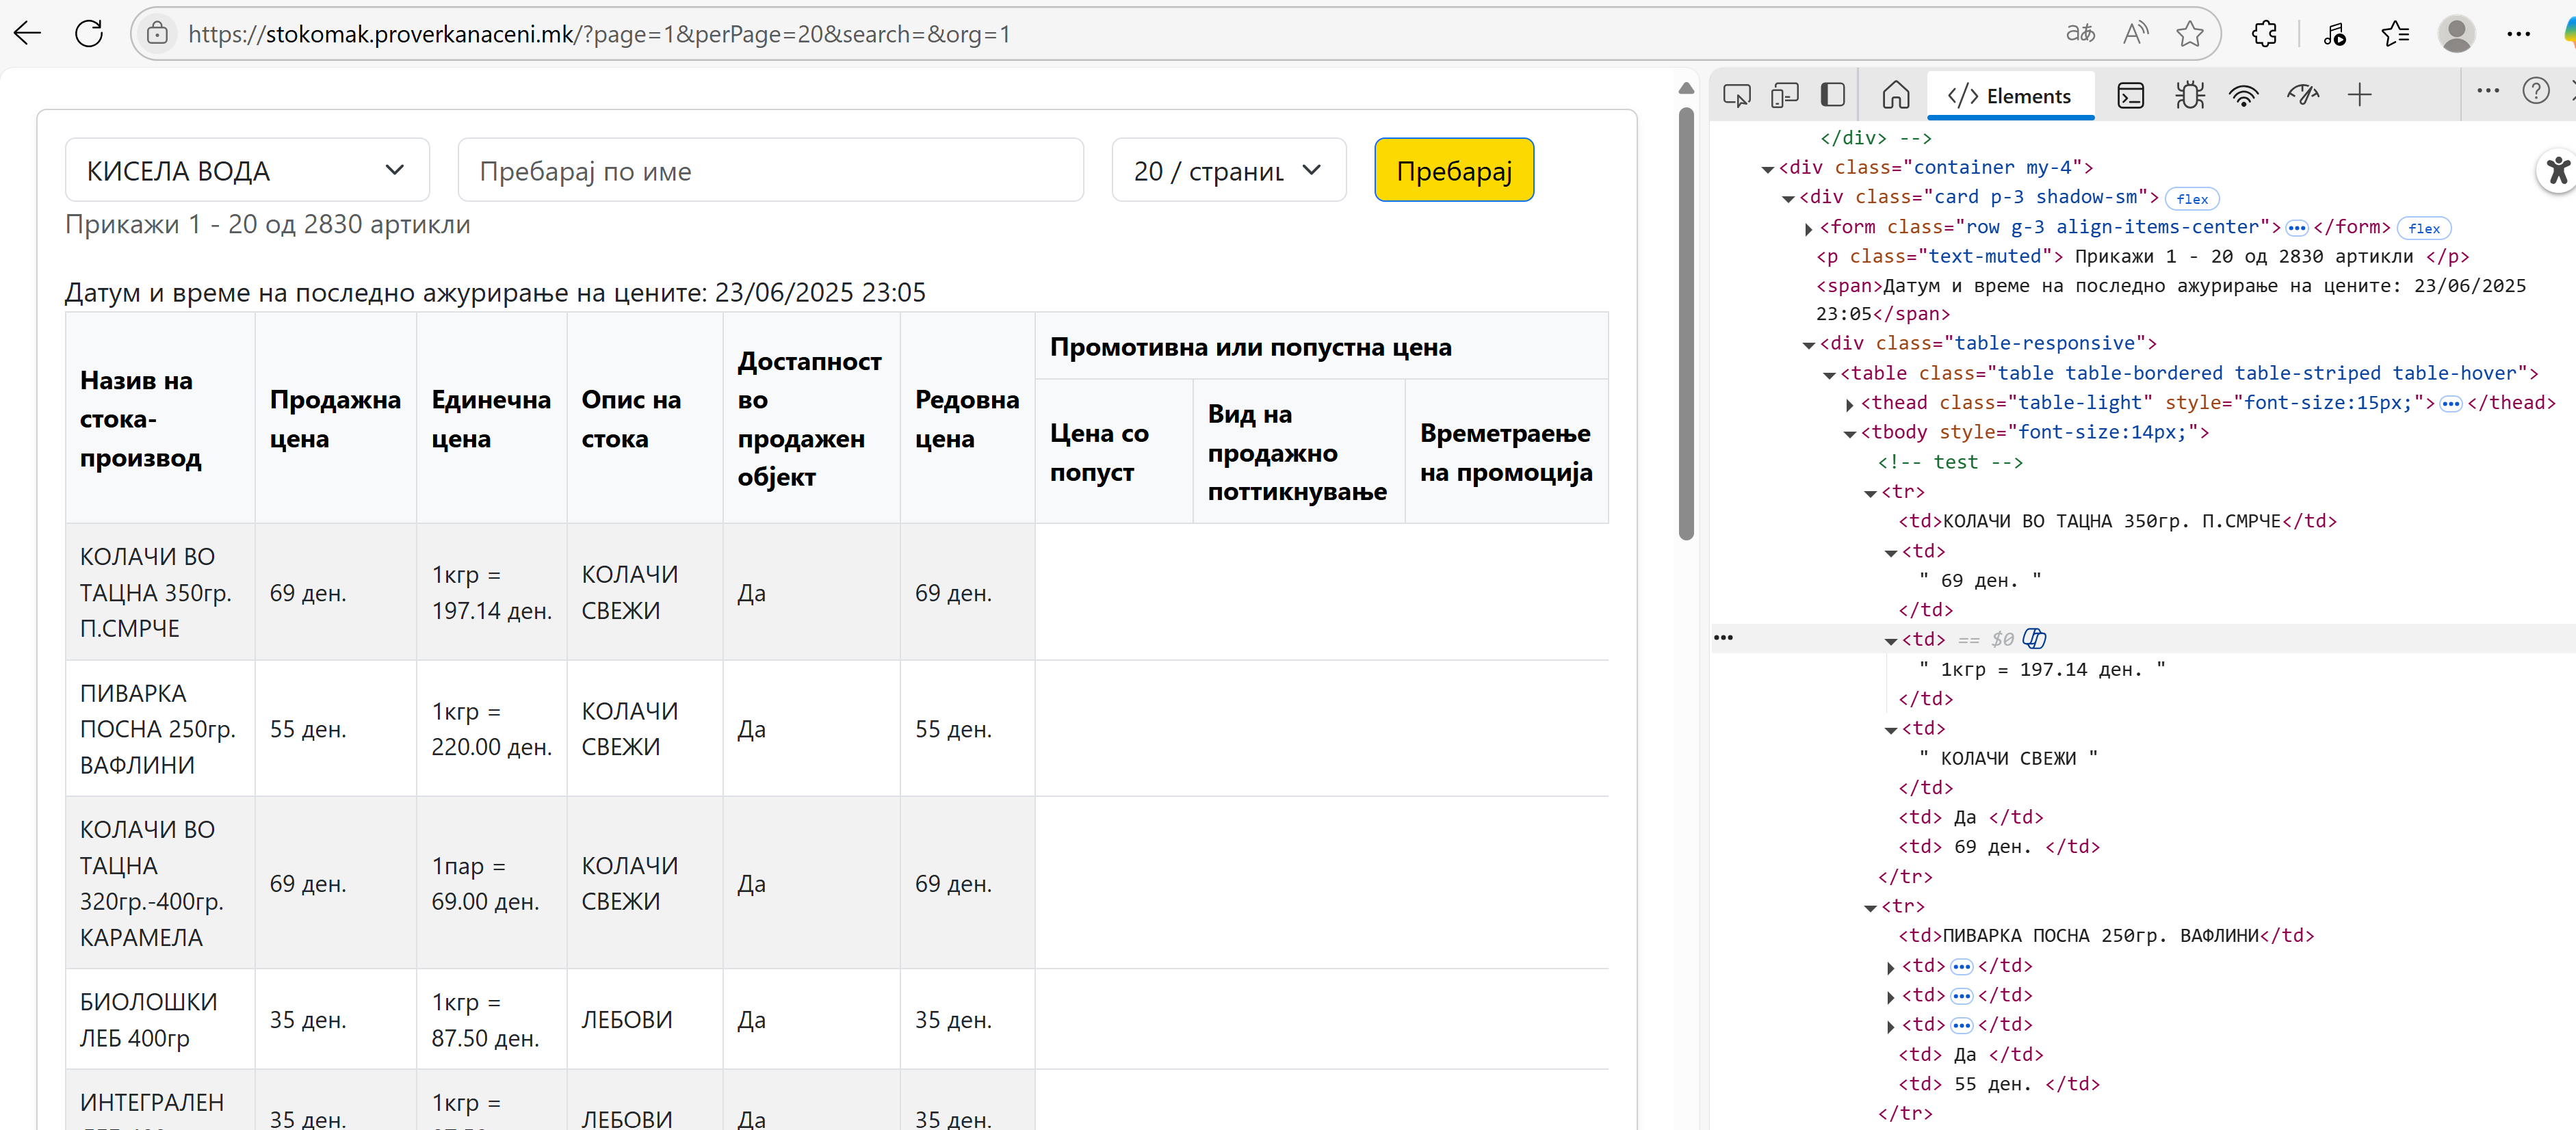 https://stokomak.proverkanaceni.mk/?page=1&perPage=20&search=&org=1
КИСЕЛА ВОДА
Пребарај по име
20 / страниц
Пребарај
Прикажи 1 - 20 од 2830 артикли
Датум и време на последно ажурирање на цените: 23/06/2025 23:05
Назив на
стока-
производ
Продажна
цена
Единечна
цена
Опис на
стока
Достапност
во
продажен
објект
Редовна
цена
Промотивна или попустна цена
Цена со
попуст
Вид на
продажно
поттикнување
Времетраење
на промоција
КОЛАЧИ ВО
ТАЦНА 350гр.
П.СМРЧЕ
69 ден.
1кгр =
197.14 ден.
КОЛАЧИ
СВЕЖИ
Да
69 ден.
ПИВАРКА
ПОСНА 250гр.
ВАФЛИНИ
55 ден.
1кгр =
220.00 ден.
КОЛАЧИ
СВЕЖИ
Да
55 ден.
КОЛАЧИ ВО
ТАЦНА
320гр.-400гр.
КАРАМЕЛА
69 ден.
1пар =
69.00 ден.
КОЛАЧИ
СВЕЖИ
Да
69 ден.
БИОЛОШКИ
ЛЕБ 400гр
35 ден.
1кгр =
87.50 ден.
ЛЕБОВИ
Да
35 ден.
ИНТЕГРАЛЕН
35 ден.
1кгр =
ЛЕБОВИ
Да
35 ден.
</> Elements
</div> -->
<div class="container my-4">
<div class="card p-3 shadow-sm"> flex
<form class="row g-3 align-items-center"> ••• </form> flex
<p class="text-muted"> Прикажи 1 - 20 од 2830 артикли </p>
<span>Датум и време на последно ажурирање на цените: 23/06/2025
23:05</span>
<div class="table-responsive">
<table class="table table-bordered table-striped table-hover">
<thead class="table-light" style="font-size:15px;"> ••• </thead>
<tbody style="font-size:14px;">
<!-- test -->
<tr>
<td>КОЛАЧИ ВО ТАЦНА 350гр. П.СМРЧЕ</td>
<td>
" 69 ден. "
</td>
<td> == $0
" 1кгр = 197.14 ден. "
</td>
<td>
" КОЛАЧИ СВЕЖИ "
</td>
<td> Да </td>
<td> 69 ден. </td>
</tr>
<tr>
<td>ПИВАРКА ПОСНА 250гр. ВАФЛИНИ</td>
<td> ••• </td>
<td> ••• </td>
<td> ••• </td>
<td> Да </td>
<td> 55 ден. </td>
</tr>